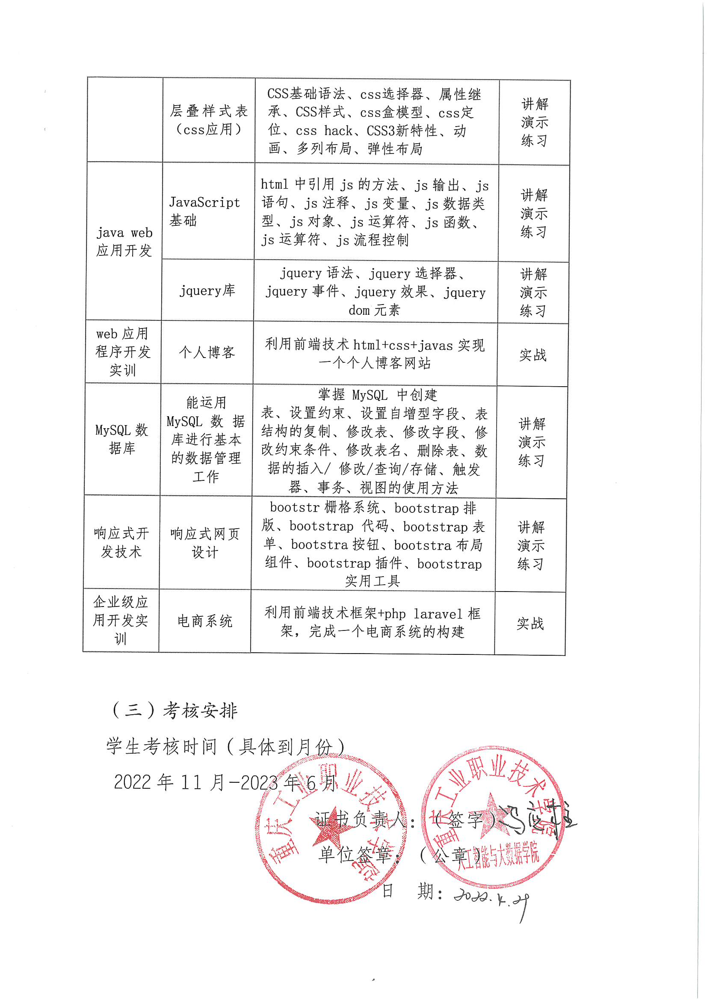 层叠样式表
（css应用）
CSS基础语法、css选择器、属性继
承、CSS样式、css盒模型、css定
位、css hack、CSS3新特性、动
画、多列布局、弹性布局
讲解
演示
练习
java web
应用开发
JavaScript
基础
html 中引用 js 的方法、js 输出、js
语句、js 注释、js 变量、js 数据类
型、js 对象、js 运算符、js 函数、
js 运算符、js 流程控制
讲解
演示
练习
jquery库
jquery 语法、jquery 选择器、
jquery 事件、jquery 效果、jquery
dom 元素
讲解
演示
练习
web 应用
程序开发
实训
个人博客
利用前端技术 html+css+javas 实现
一个个人博客网站
实战
MySQL 数
据库
能运用
MySQL 数 据
库进行基本
的数据管理
工作
掌握 MySQL 中创建
表、设置约束、设置自增型字段、表
结构的复制、修改表、修改字段、修
改约束条件、修改表名、删除表、数
据的插入/ 修改/查询/存储、触发
器、事务、视图的使用方法
讲解
演示
练习
响应式开
发技术
响应式网页
设计
bootstr 栅格系统、bootstrap 排
版、bootstrap 代码、bootstrap 表
单、bootstra 按钮、bootstra 布局
组件、bootstrap 插件、bootstrap
实用工具
讲解
演示
练习
企业级应
用开发实
训
电商系统
利用前端技术框架+php laravel 框
架，完成一个电商系统的构建
实战
（三）考核安排
学生考核时间（具体到月份）
2022 年 11 月-2023 年 6 月
证书负责人：（签字）
单位签章：（公章）
日 期：2022.4.29
重庆工业职业技术学院
重庆工业职业技术学院
人工智能与大数据学院